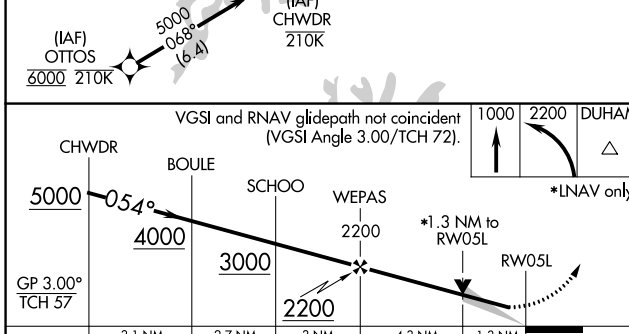 (IAF)
CHWDR
210K
5000
068°
(6.4)
(IAF)
OTTOS
6000 210K
VGSI and RNAV glidepath not coincident
(VGSI Angle 3.00/TCH 72).
1000
2200
CHWDR
BOULE
SCHOO
WEPAS
2200
*LNAV only
*1.3 NM to
RW05L
RW05L
5000
054°
4000
3000
2200
GP 3.00°
TCH 57